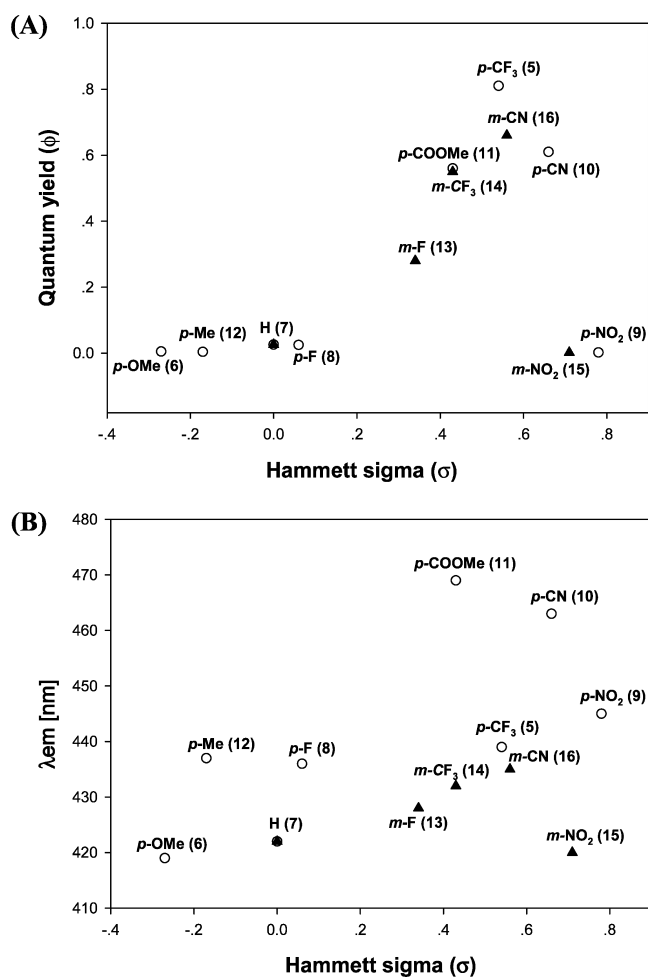 (A)
1.0
.8
.6
.4
.2
0.0
Quantum yield (ϕ)
p-CF₃ (5)
m-CN (16)
p-COOMe (11)
p-CN (10)
m-CF₃ (14)
m-F (13)
H (7)
p-Me (12)
p-NO₂ (9)
p-OMe (6)
p-F (8)
m-NO₂ (15)
-.4 -.2 0.0 .2 .4 .6 .8
Hammett sigma (σ)
(B)
480
470
460
450
440
430
420
410
λem [nm]
p-COOMe (11)
p-CN (10)
p-NO₂ (9)
p-Me (12)
p-F (8)
p-CF₃ (5)
m-CN (16)
m-CF₃ (14)
H (7)
m-F (13)
p-OMe (6)
m-NO₂ (15)
-.4 -.2 0.0 .2 .4 .6 .8
Hammett sigma (σ)